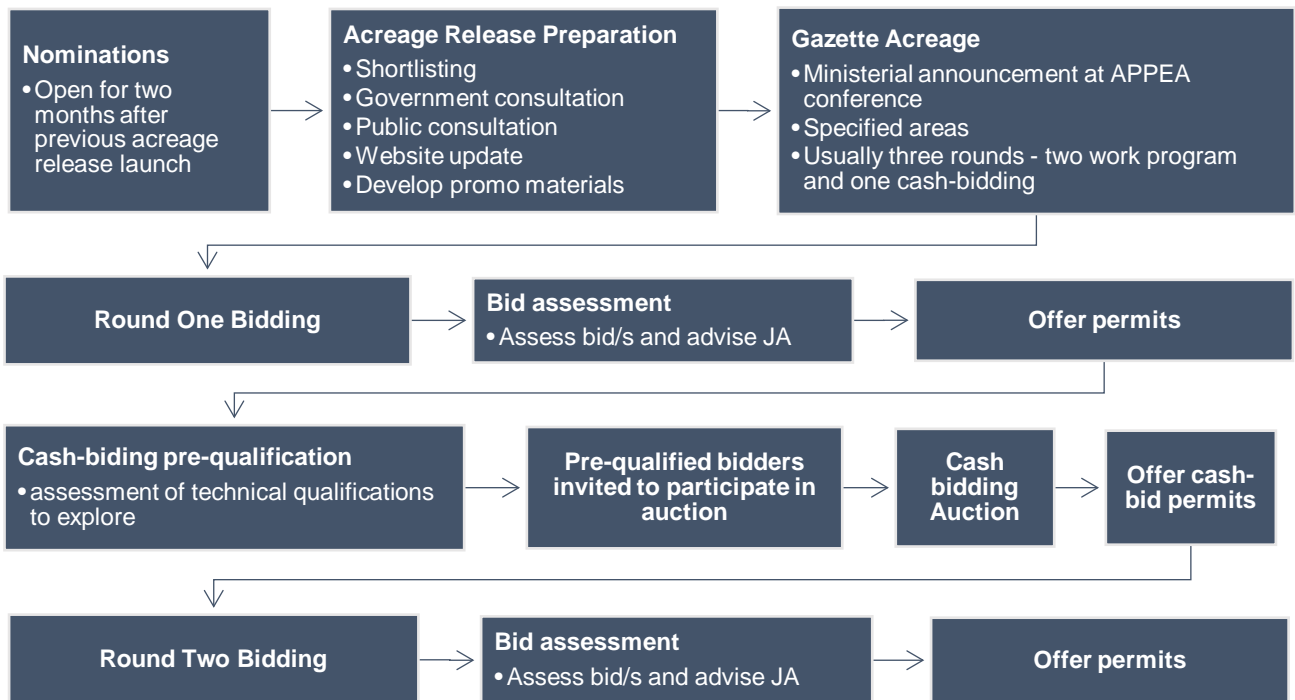 Nominations
• Open for two
months after
previous acreage
release launch
Acreage Release Preparation
• Shortlisting
• Government consultation
• Public consultation
• Website update
• Develop promo materials
Gazette Acreage
• Ministerial announcement at APPEA
conference
• Specified areas
• Usually three rounds - two work program
and one cash-bidding
Round One Bidding
Bid assessment
• Assess bid/s and advise JA
Offer permits
Cash-biding pre-qualification
• assessment of technical qualifications
to explore
Pre-qualified bidders
invited to participate in
auction
Cash
bidding
Auction
Offer cash-
bid permits
Round Two Bidding
Bid assessment
• Assess bid/s and advise JA
Offer permits